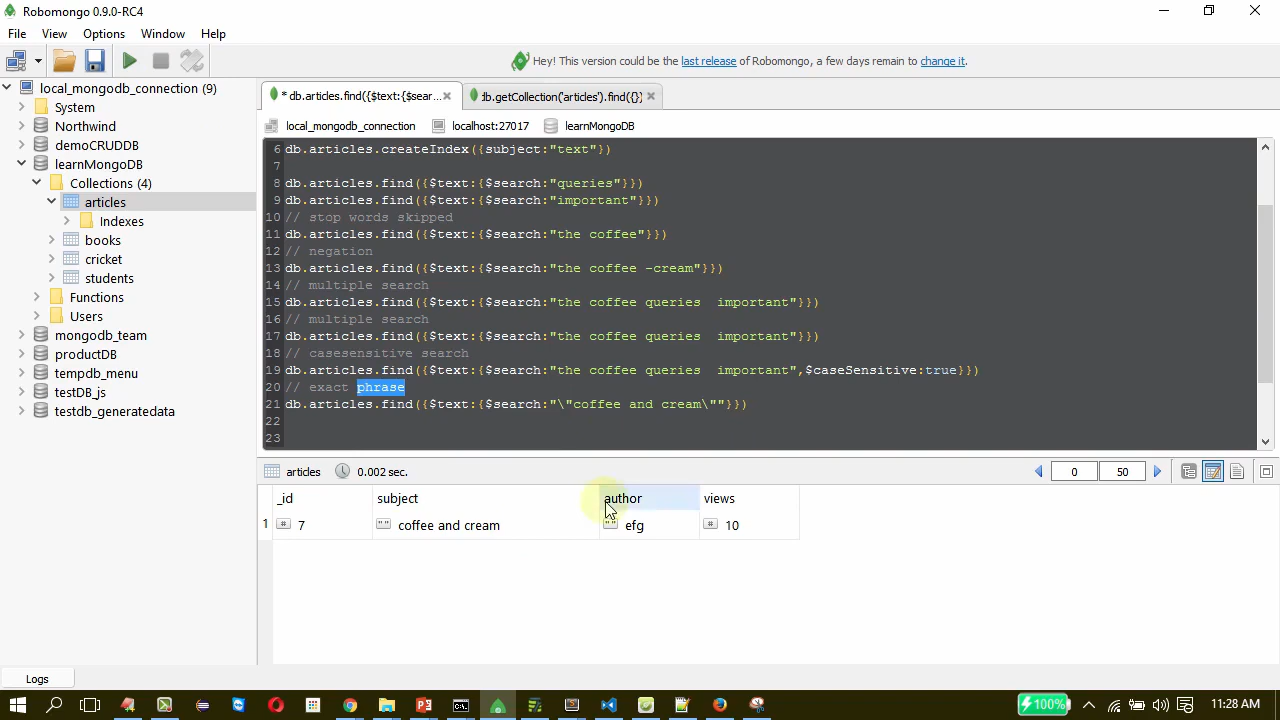 Robomongo 0.9.0-RC4
File View Options Window Help
Hey! This version could be the last release of Robomongo, a few days remain to change it.
local_mongodb_connection (9)
System
Northwind
demoCRUDDB
learnMongoDB
Collections (4)
articles
Indexes
books
cricket
students
Functions
Users
mongodb_team
productDB
tempdb_menu
testDB_js
testdb_generatedata
* db.articles.find({$text:{$sear... db.getCollection('articles').find({})
local_mongodb_connection localhost:27017 learnMongoDB
6 db.articles.createIndex({subject:"text"})
7
8 db.articles.find({$text:{$search:"queries"}})
9 db.articles.find({$text:{$search:"important"}})
10 // stop words skipped
11 db.articles.find({$text:{$search:"the coffee"}})
12 // negation
13 db.articles.find({$text:{$search:"the coffee -cream"}})
14 // multiple search
15 db.articles.find({$text:{$search:"the coffee queries  important"}})
16 // multiple search
17 db.articles.find({$text:{$search:"the coffee queries  important"}})
18 // casesensitive search
19 db.articles.find({$text:{$search:"the coffee queries  important",$caseSensitive:true}})
20 // exact phrase
21 db.articles.find({$text:{$search:"\"coffee and cream\""}})
22
23
articles 0.002 sec. 0 50
_id subject author views
1 7 coffee and cream efg 10
Logs
100% 11:28 AM